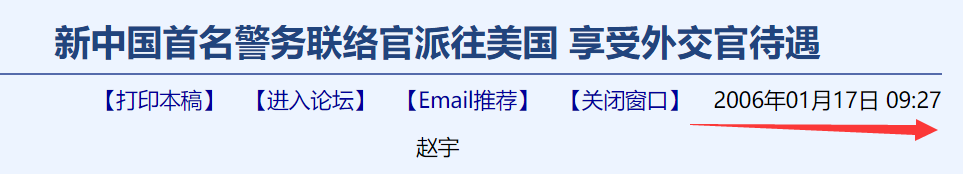 新中国首名警务联络官派往美国 享受外交官待遇
【打印本稿】 【进入论坛】 【Email推荐】 【关闭窗口】 2006年01月17日 09:27
赵宇